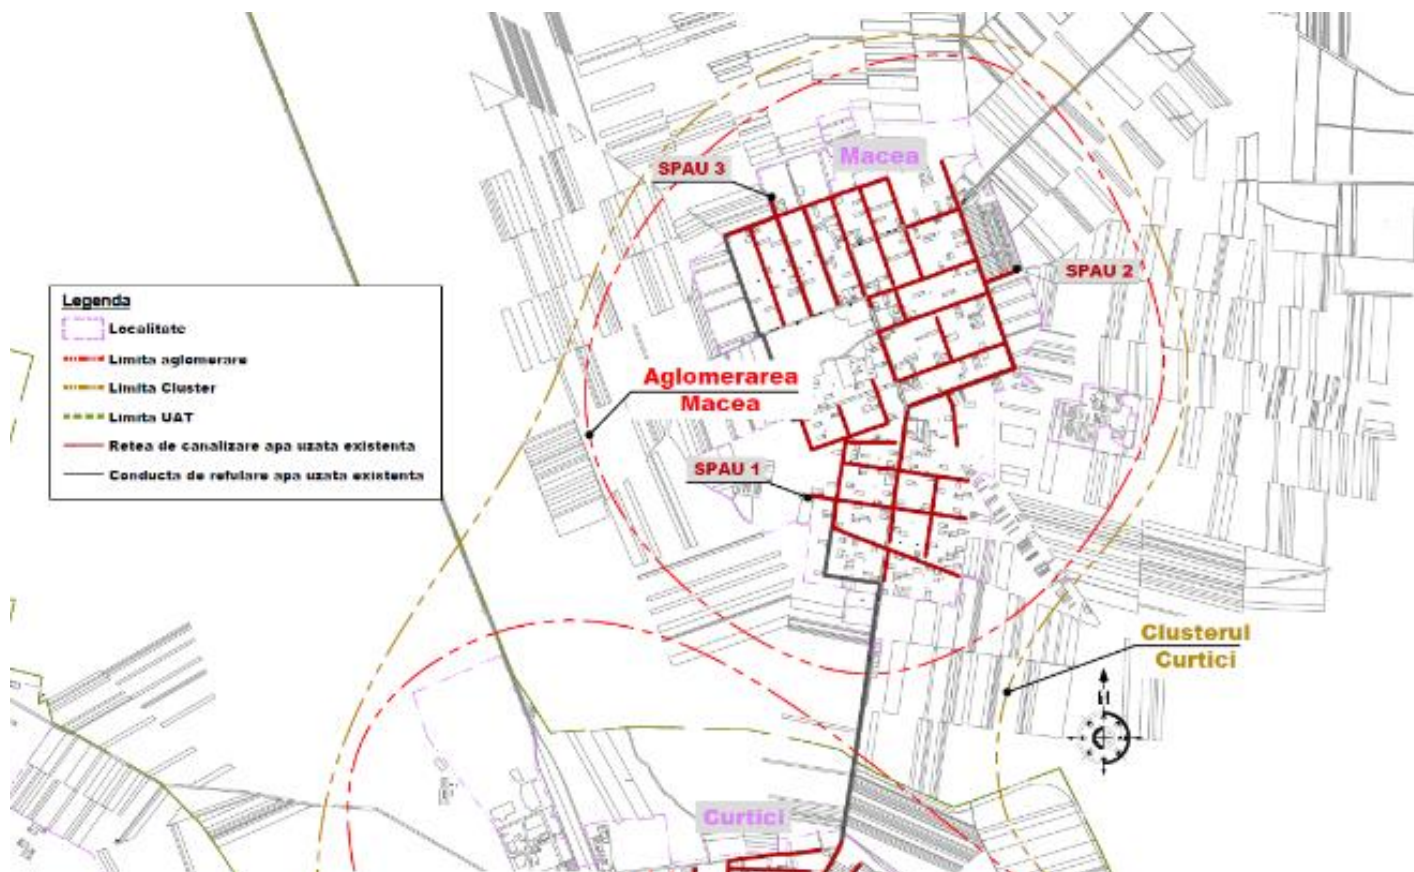 Macea
SPAU 3
SPAU 2
Legenda
Localitate
Limita aglomerare
Limita Cluster
Limita UAT
Retea de canalizare apa uzata existenta
Conducta de refulare apa uzata existenta
Aglomerarea
Macea
SPAU 1
Clusterul
Curtici
Curtici